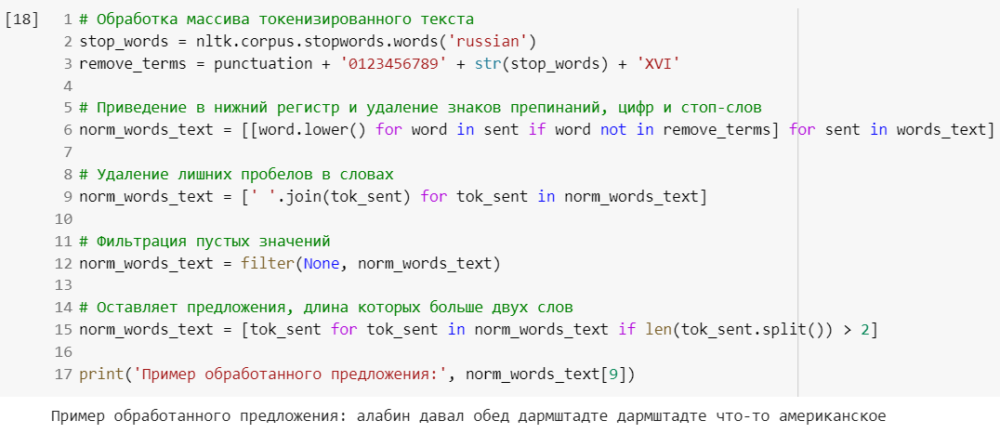 [18] 1 # Обработка массива токенизированного текста
2 stop_words = nltk.corpus.stopwords.words('russian')
3 remove_terms = punctuation + '0123456789' + str(stop_words) + 'XVI'
4
5 # Приведение в нижний регистр и удаление знаков препинаний, цифр и стоп-слов
6 norm_words_text = [[word.lower() for word in sent if word not in remove_terms] for sent in words_text]
7
8 # Удаление лишних пробелов в словах
9 norm_words_text = [' '.join(tok_sent) for tok_sent in norm_words_text]
10
11 # Фильтрация пустых значений
12 norm_words_text = filter(None, norm_words_text)
13
14 # Оставляет предложения, длина которых больше двух слов
15 norm_words_text = [tok_sent for tok_sent in norm_words_text if len(tok_sent.split()) > 2]
16
17 print('Пример обработанного предложения:', norm_words_text[9])
Пример обработанного предложения: алабин давал обед дармштадте дармштадте что-то американское